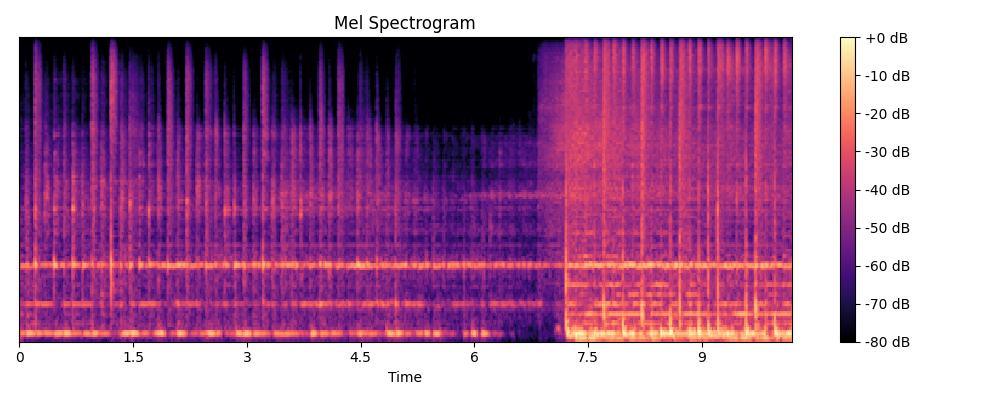 Mel Spectrogram
+0 dB
-10 dB
-20 dB
-30 dB
-40 dB
-50 dB
-60 dB
-70 dB
-80 dB
0 1.5 3 4.5 6 7.5 9
Time